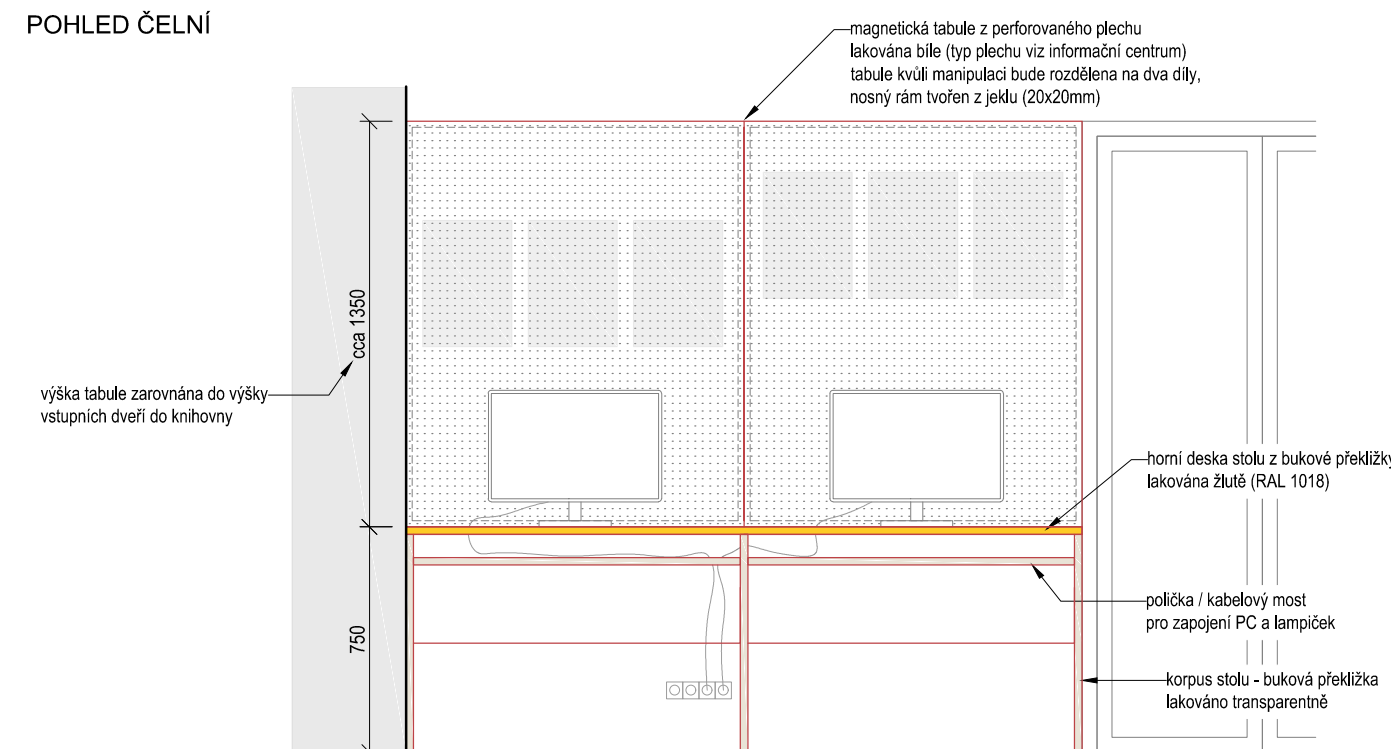 POHLED ČELNÍ
magnetická tabule z perforovaného plechu
lakována bíle (typ plechu viz informační centrum)
tabule kvůli manipulaci bude rozdělena na dva díly,
nosný rám tvořen z jeklu (20x20mm)
cca 1350
výška tabule zarovnána do výšky
vstupních dveří do knihovny
horní deska stolu z bukové překližky
lakována žlutě (RAL 1018)
polička / kabelový most
pro zapojení PC a lampiček
750
korpus stolu - buková překližka
lakováno transparentně